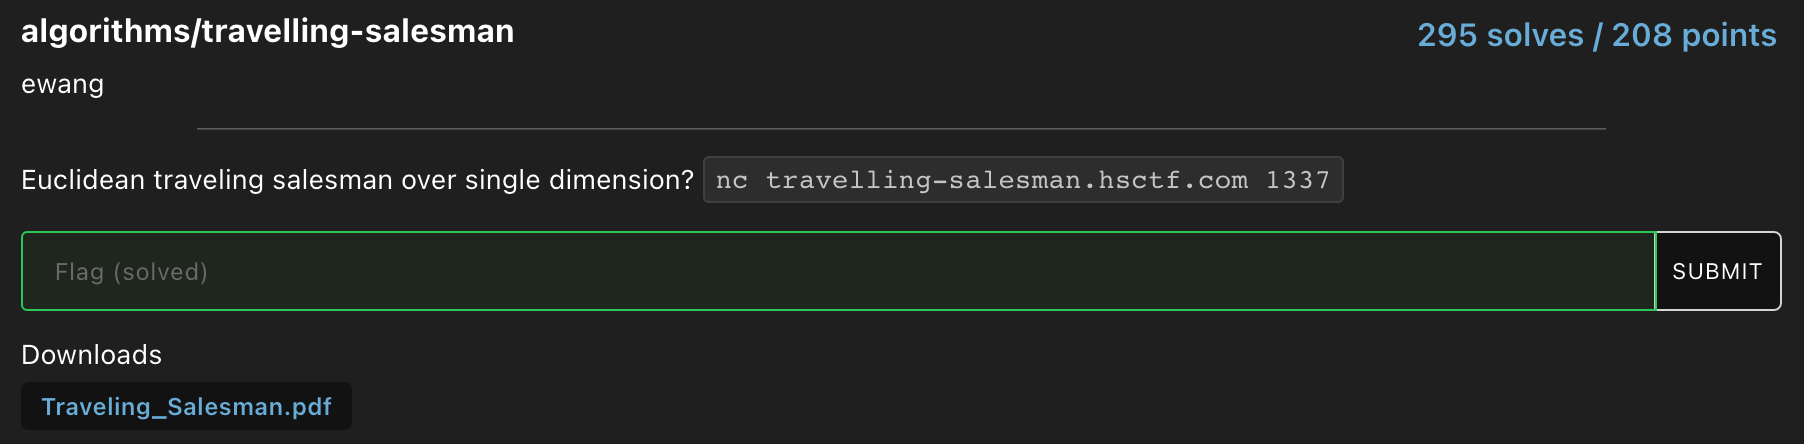 algorithms/travelling-salesman
295 solves / 208 points
ewang
Euclidean traveling salesman over single dimension? nc travelling-salesman.hsctf.com 1337
Flag (solved)
SUBMIT
Downloads
Traveling_Salesman.pdf